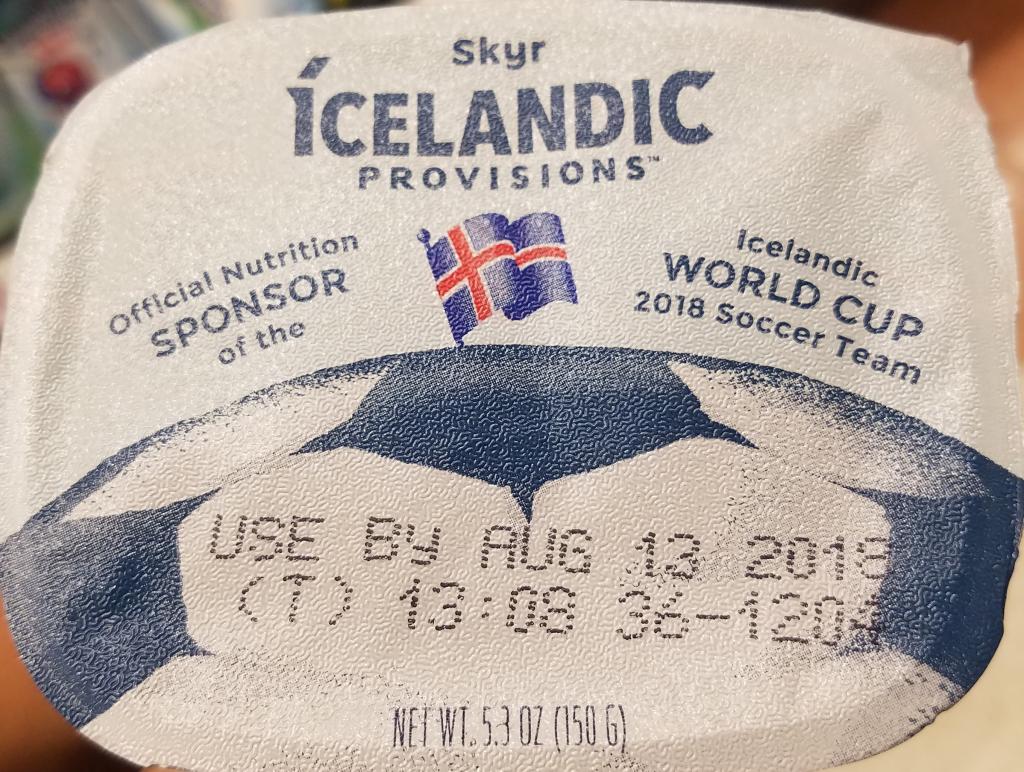 Skyr
ÍCELANDIC
PROVISIONS™
Official Nutrition
SPONSOR
of the
Icelandic
WORLD CUP
2018 Soccer Team
USE BY AUG 13 2018
(T) 13:08 36-1204
NET WT. 5.3 OZ (150 G)